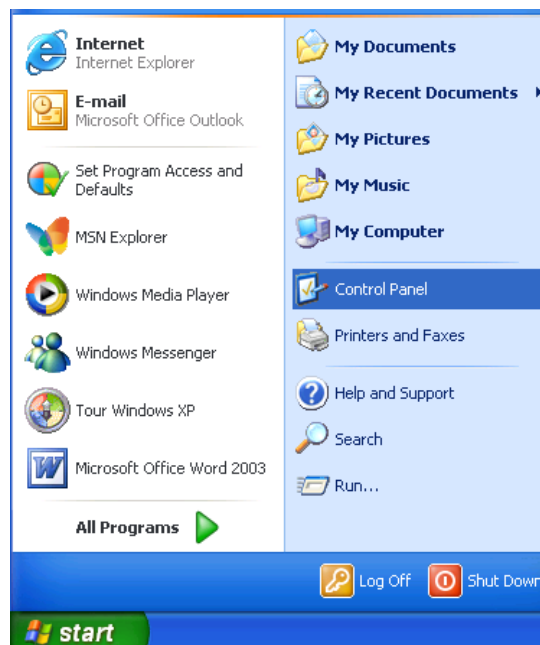 Internet
Internet Explorer
E-mail
Microsoft Office Outlook
Set Program Access and
Defaults
MSN Explorer
Windows Media Player
Windows Messenger
Tour Windows XP
Microsoft Office Word 2003
All Programs
My Documents
My Recent Documents
My Pictures
My Music
My Computer
Control Panel
Printers and Faxes
Help and Support
Search
Run...
Log Off
Shut Down
start